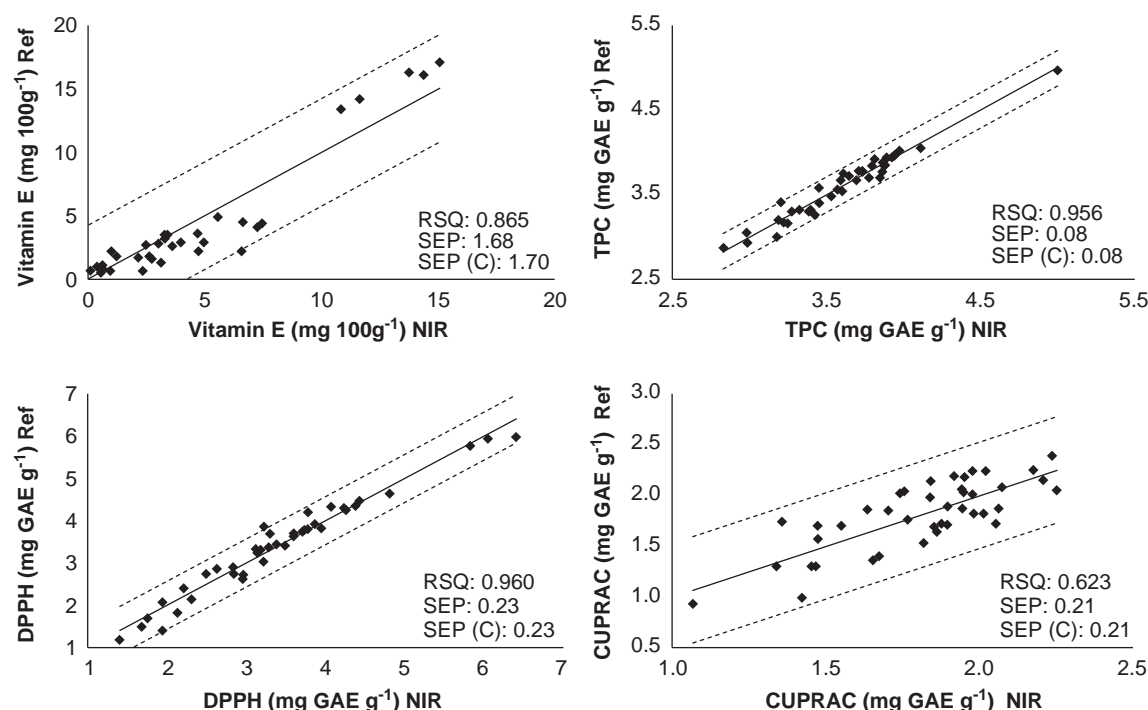 20
15
10
5
0
Vitamin E (mg 100g⁻¹) Ref
RSQ: 0.865
SEP: 1.68
SEP (C): 1.70
0 5 10 15 20
Vitamin E (mg 100g⁻¹) NIR
5.5
4.5
3.5
2.5
TPC (mg GAE g⁻¹) Ref
RSQ: 0.956
SEP: 0.08
SEP (C): 0.08
2.5 3.5 4.5 5.5
TPC (mg GAE g⁻¹) NIR
7
6
5
4
3
2
1
DPPH (mg GAE g⁻¹) Ref
RSQ: 0.960
SEP: 0.23
SEP (C): 0.23
1 2 3 4 5 6 7
DPPH (mg GAE g⁻¹) NIR
3.0
2.5
2.0
1.5
1.0
0.5
CUPRAC (mg GAE g⁻¹) Ref
RSQ: 0.623
SEP: 0.21
SEP (C): 0.21
1.0 1.5 2.0 2.5
CUPRAC (mg GAE g⁻¹) NIR